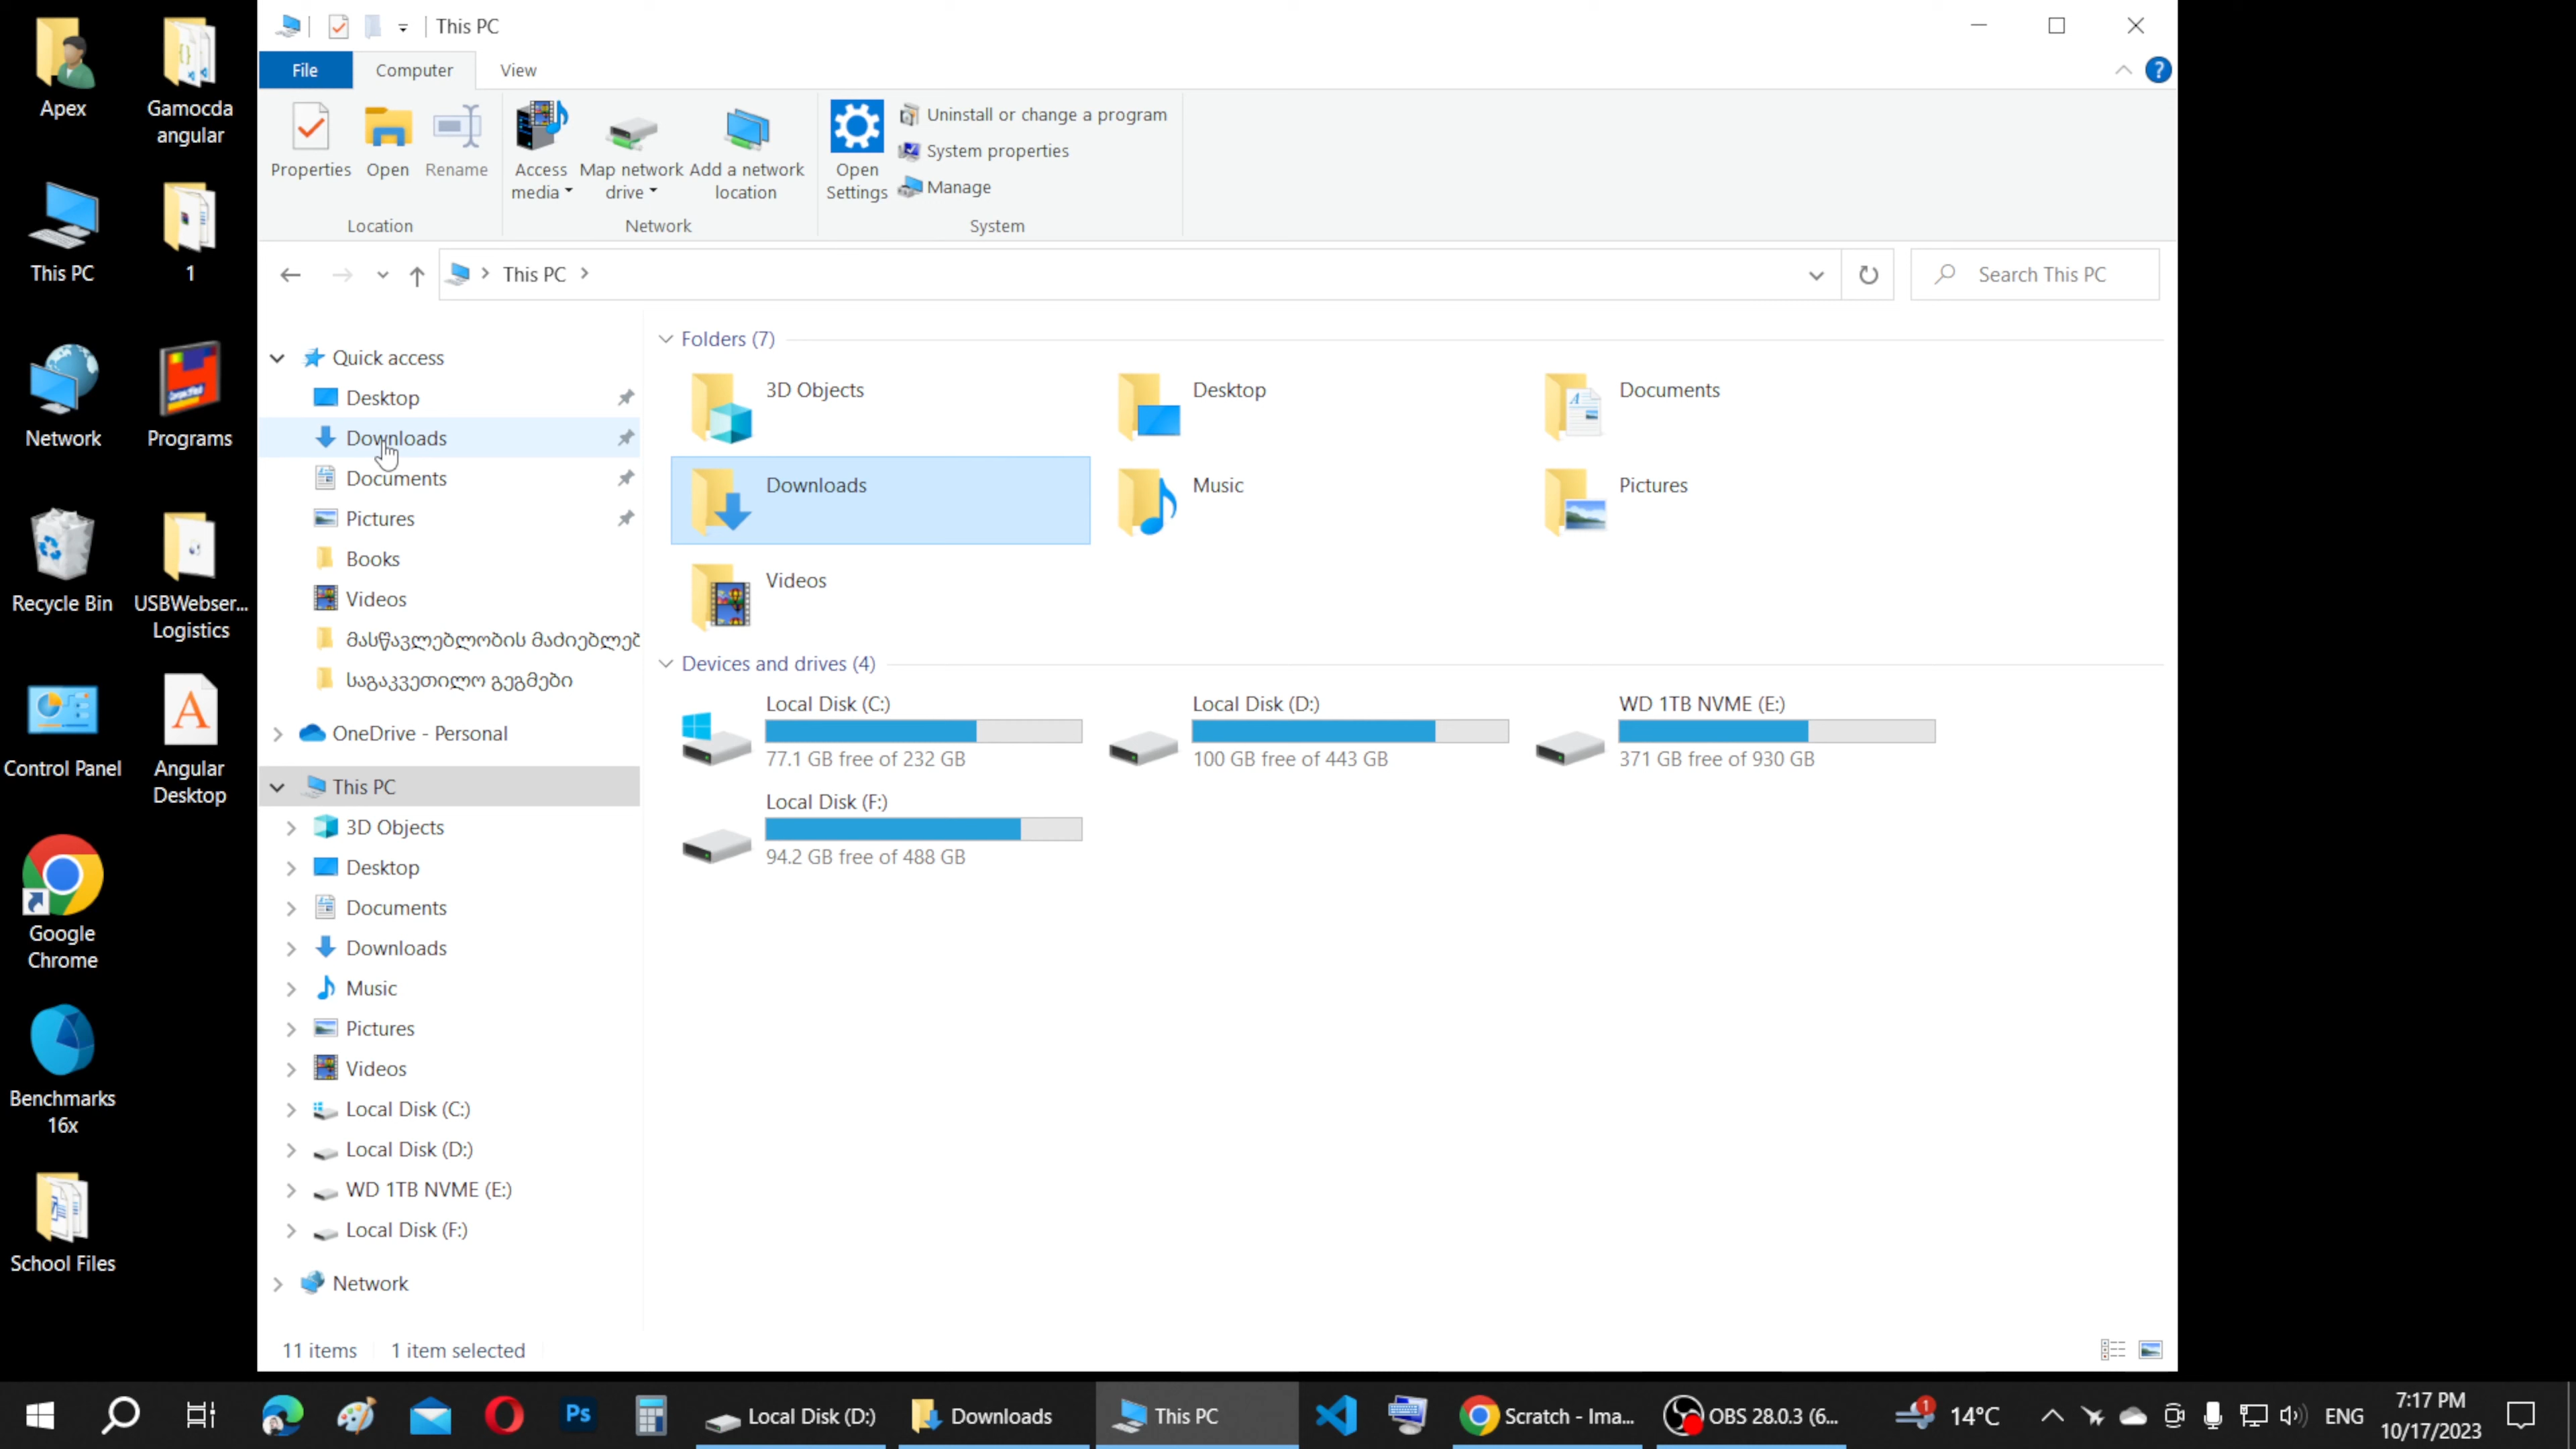 This PC
File
Computer
View
Properties
Open
Rename
Access media
Map network drive
Add a network location
Open Settings
Uninstall or change a program
System properties
Manage
Location
Network
System
This PC
Search This PC
Apex
Gamocda angular
This PC
1
Network
Programs
Recycle Bin
USBWebser... Logistics
Control Panel
Angular Desktop
Google Chrome
Benchmarks 16x
School Files
Quick access
Desktop
Downloads
Documents
Pictures
Books
Videos
მასწავლებლობის მაძიებლებ
საგაკვეთილო გეგმები
OneDrive - Personal
This PC
3D Objects
Desktop
Documents
Downloads
Music
Pictures
Videos
Local Disk (C:)
Local Disk (D:)
WD 1TB NVME (E:)
Local Disk (F:)
Network
Folders (7)
3D Objects
Desktop
Documents
Downloads
Music
Pictures
Videos
Devices and drives (4)
Local Disk (C:)
77.1 GB free of 232 GB
Local Disk (D:)
100 GB free of 443 GB
WD 1TB NVME (E:)
371 GB free of 930 GB
Local Disk (F:)
94.2 GB free of 488 GB
11 items
1 item selected
Ps
Local Disk (D:)
Downloads
This PC
Scratch - Ima...
OBS 28.0.3 (6...
1
14°C
ENG
7:17 PM
10/17/2023